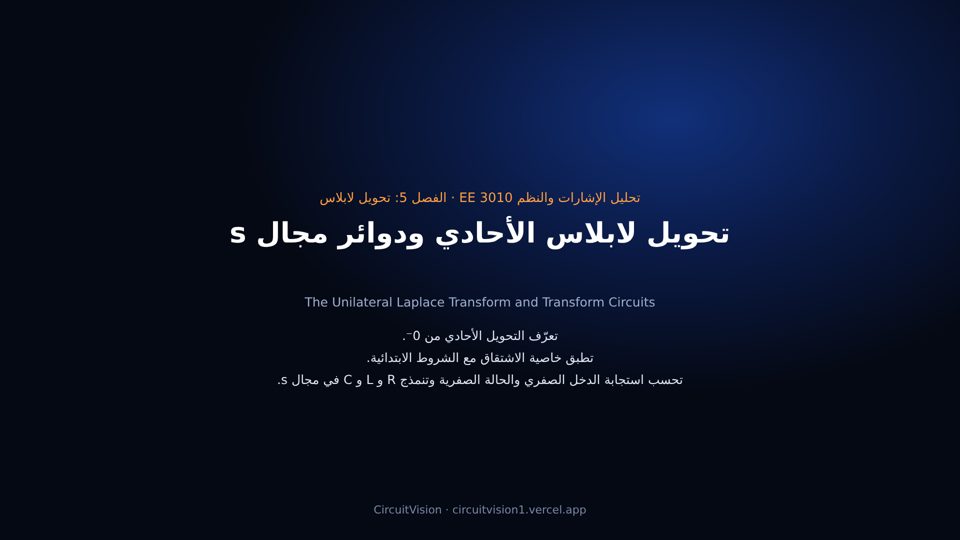 تحليل الإشارات والنظم EE 3010 · الفصل 5: تحويل لابلاس
تحويل لابلاس الأحادي ودوائر مجال s
The Unilateral Laplace Transform and Transform Circuits
تعرّف التحويل الأحادي من 0⁻.
تطبق خاصية الاشتقاق مع الشروط الابتدائية.
تحسب استجابة الدخل الصفري والحالة الصفرية وتنمذج R و L و C في مجال s.
CircuitVision · circuitvision1.vercel.app